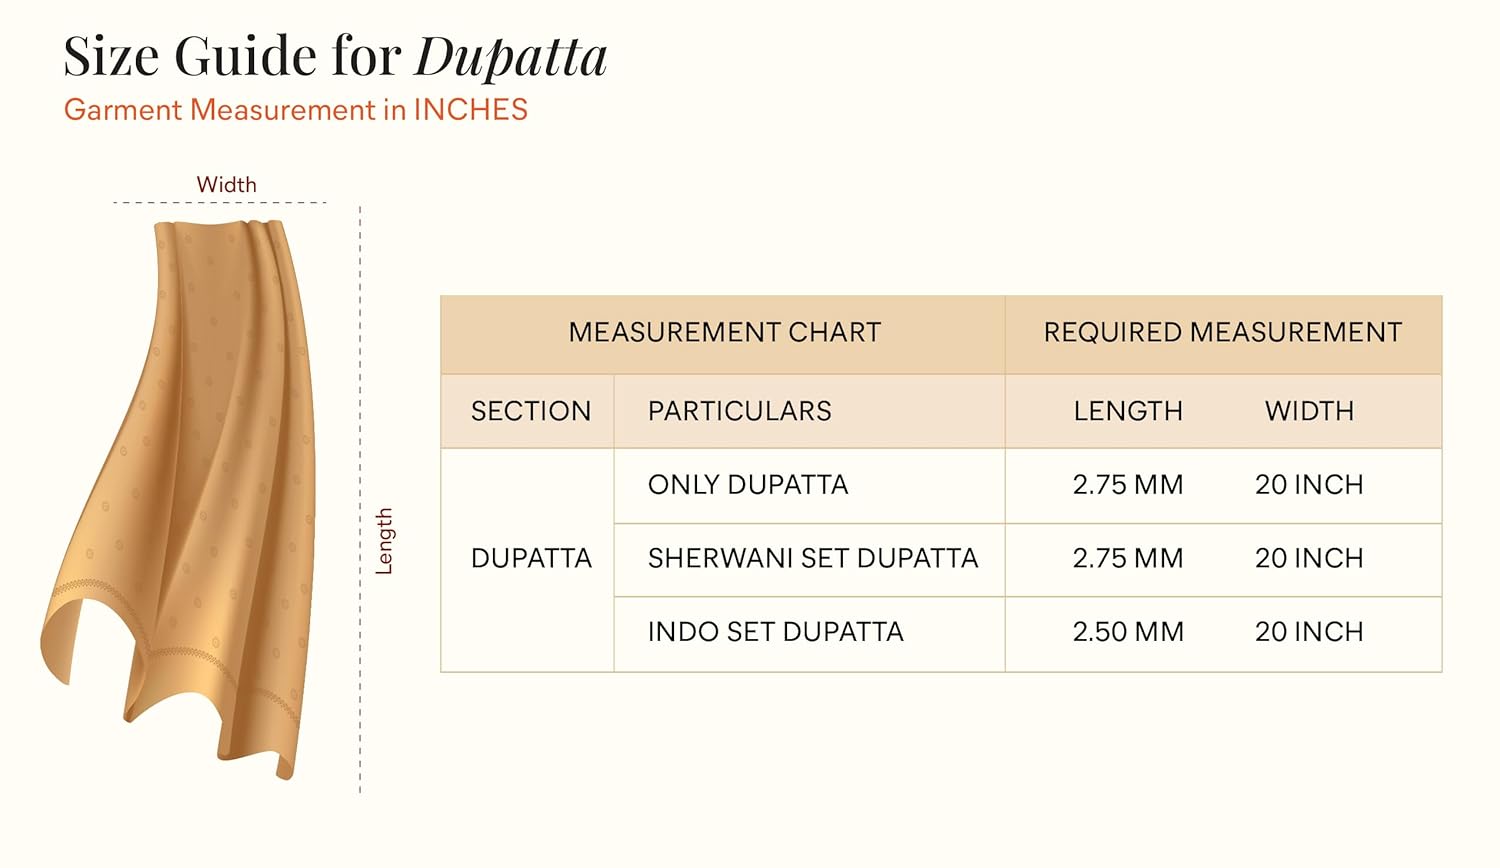 Size Guide for Dupatta
Garment Measurement in INCHES
Width
Length
MEASUREMENT CHART REQUIRED MEASUREMENT
SECTION PARTICULARS LENGTH WIDTH
DUPATTA
ONLY DUPATTA 2.75 MM 20 INCH
SHERWANI SET DUPATTA 2.75 MM 20 INCH
INDO SET DUPATTA 2.50 MM 20 INCH